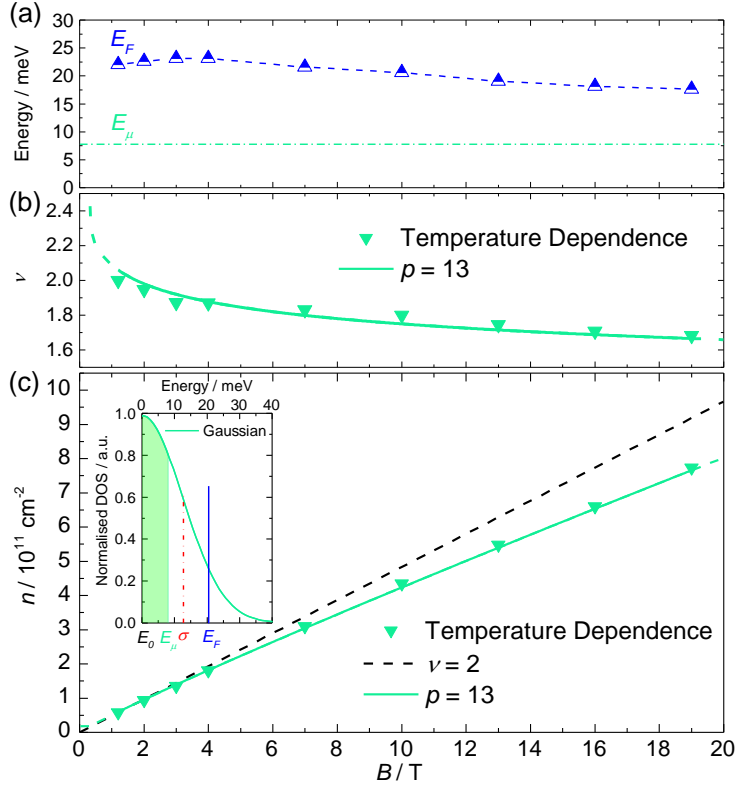 (a)
Energy / meV
30
25
20
15
10
5
0
E_F
E_μ
(b)
ν
2.4
2.2
2.0
1.8
1.6
Temperature Dependence
p = 13
(c)
n / 10¹¹ cm⁻²
10
9
8
7
6
5
4
3
2
1
0
Energy / meV
0 10 20 30 40
Normalised DOS / a.u.
1.0
0.8
0.6
0.4
0.2
0.0
Gaussian
E₀ E_μ σ E_F
Temperature Dependence
ν = 2
p = 13
0 2 4 6 8 10 12 14 16 18 20
B / T